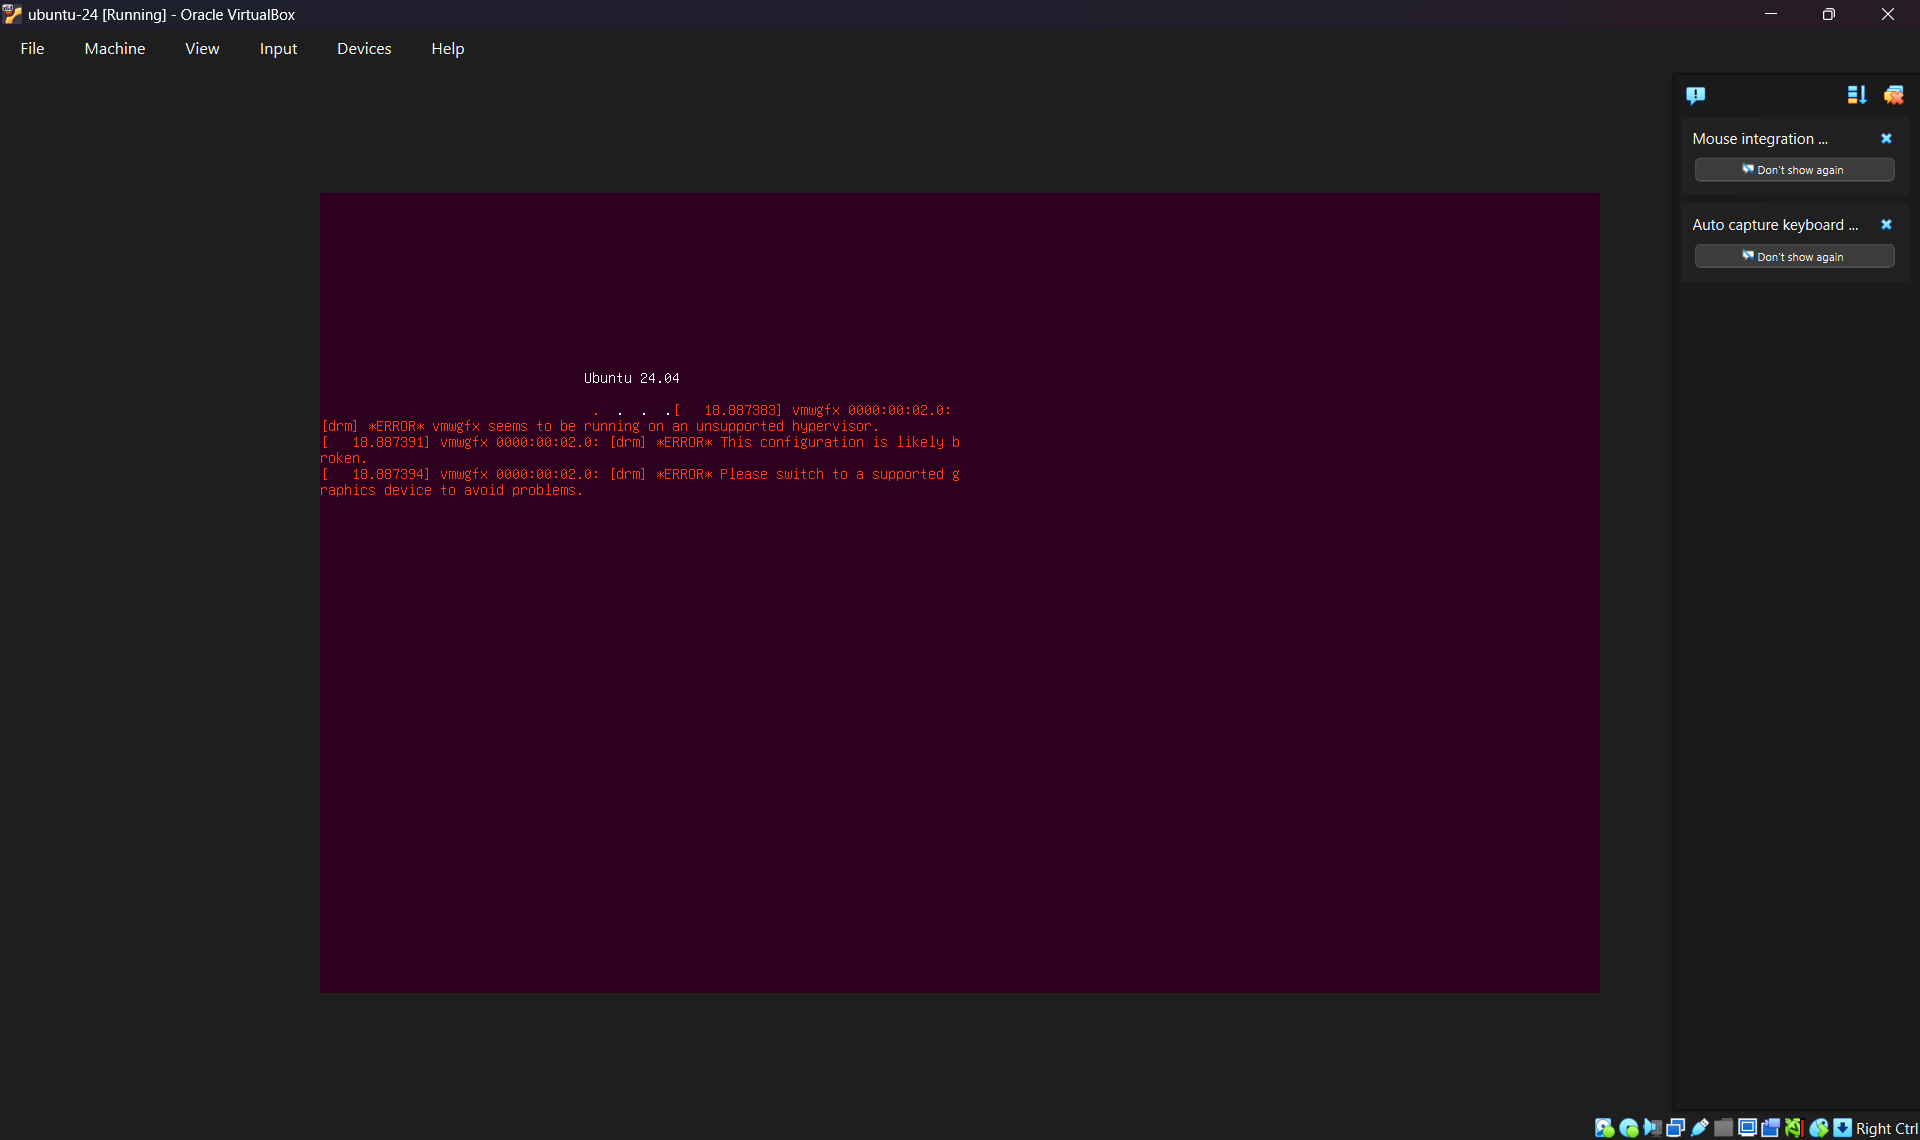 ubuntu-24 [Running] - Oracle VirtualBox
File Machine View Input Devices Help
Mouse integration ...
Don't show again
Auto capture keyboard ...
Don't show again
Ubuntu 24.04
. . . .[   18.887383] vmwgfx 0000:00:02.0:
[drm] *ERROR* vmwgfx seems to be running on an unsupported hypervisor.
[   18.887391] vmwgfx 0000:00:02.0: [drm] *ERROR* This configuration is likely b
roken.
[   18.887394] vmwgfx 0000:00:02.0: [drm] *ERROR* Please switch to a supported g
raphics device to avoid problems.
Right Ctrl